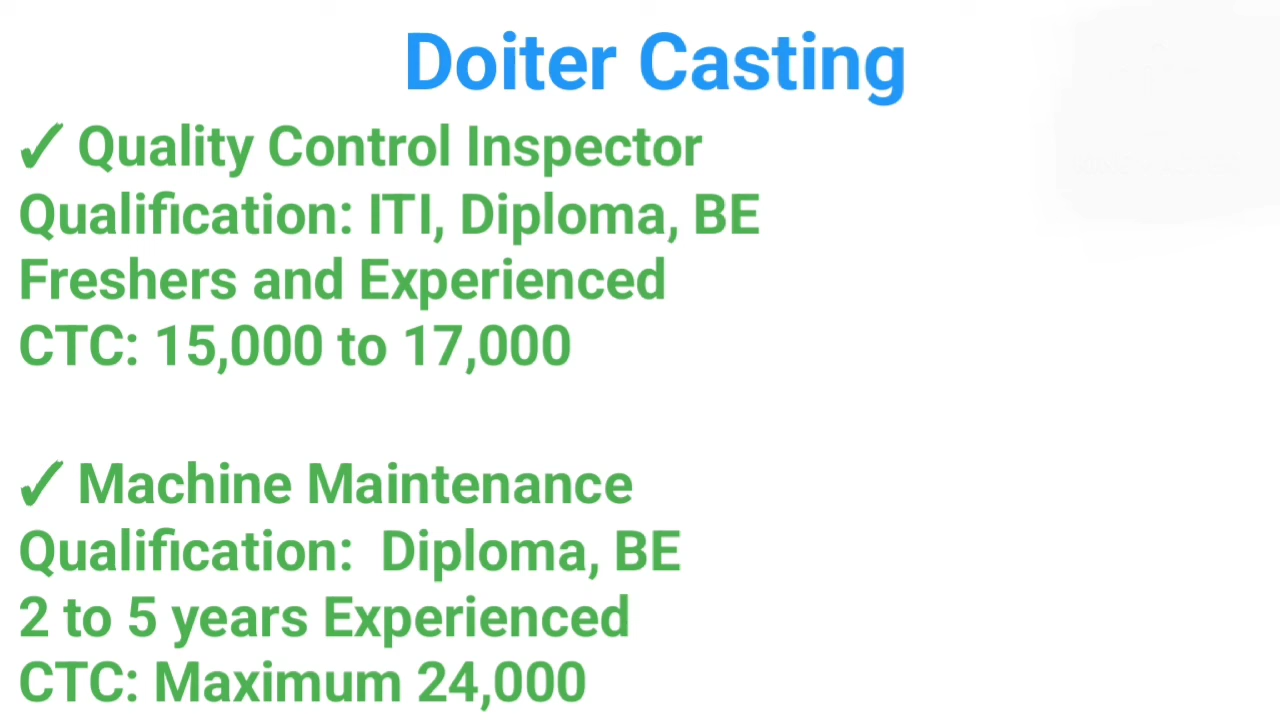 Doiter Casting
✓ Quality Control Inspector
Qualification: ITI, Diploma, BE
Freshers and Experienced
CTC: 15,000 to 17,000
✓ Machine Maintenance
Qualification:  Diploma, BE
2 to 5 years Experienced
CTC: Maximum 24,000